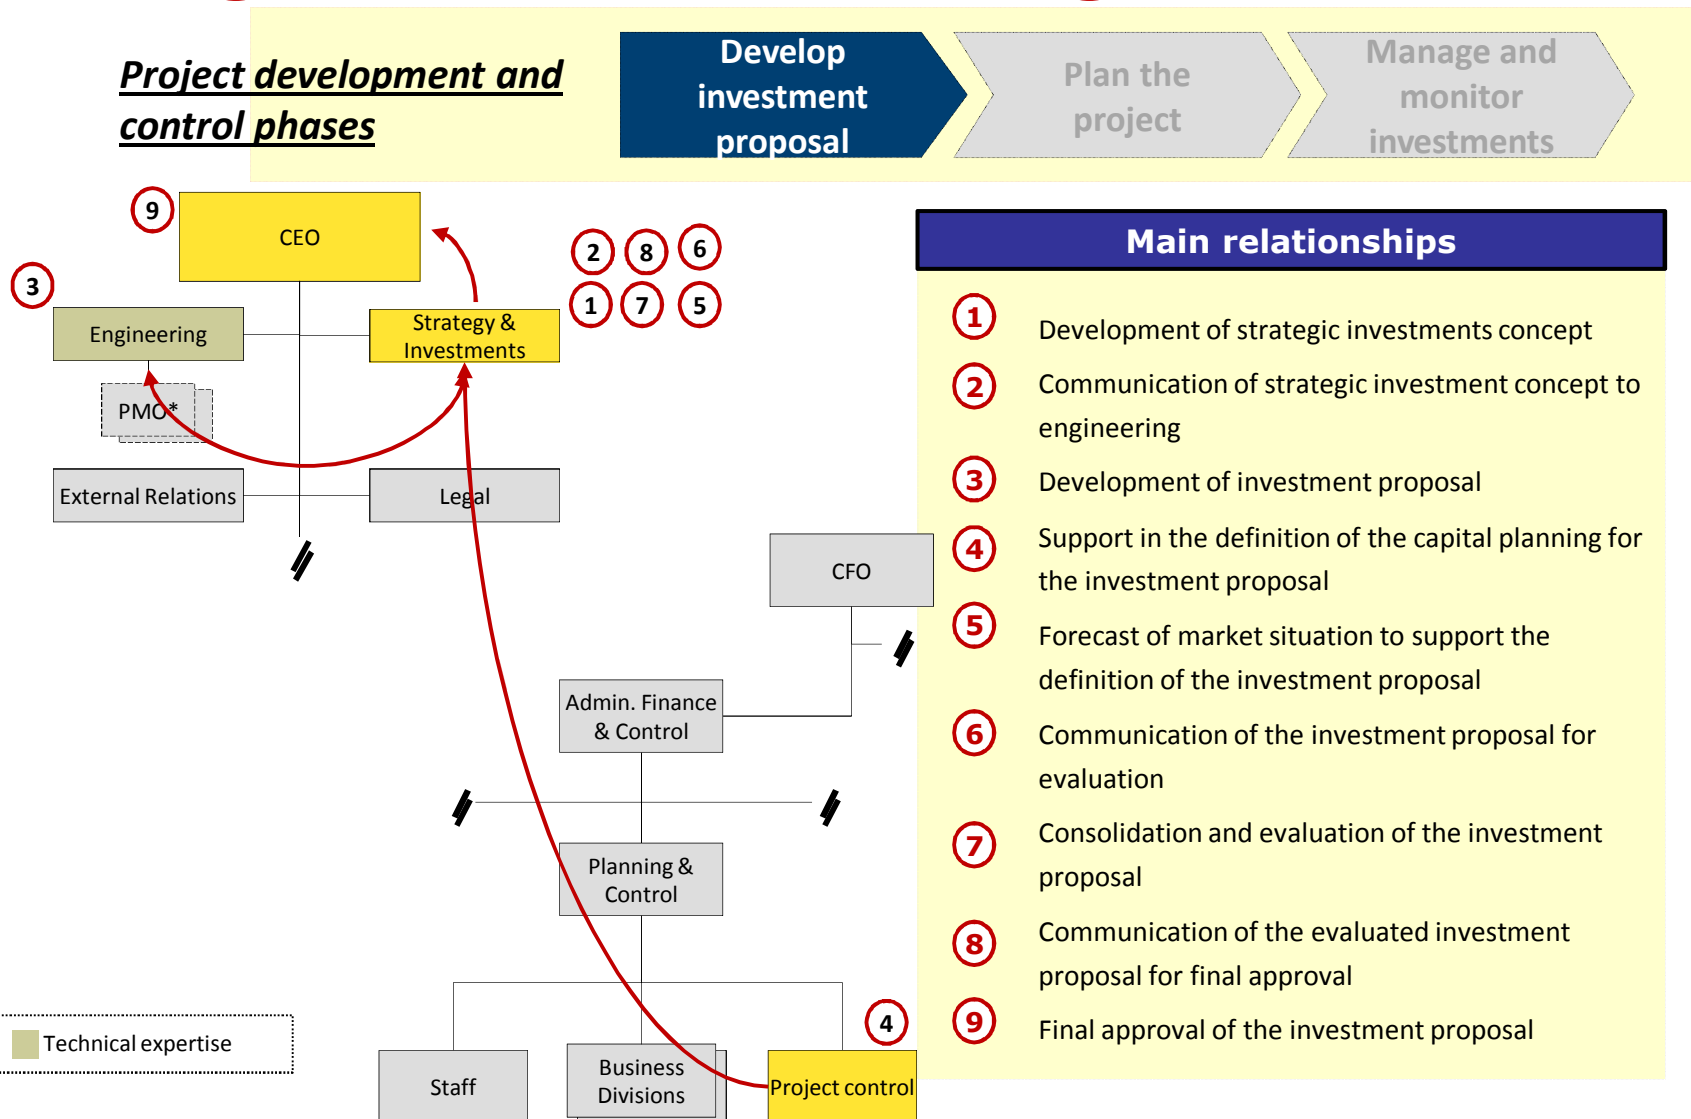 Project development and
control phases
Develop
investment
proposal
Plan the
project
Manage and
monitor
investments
9
CEO
3
Engineering
PMO*
2
8
6
1
7
5
Strategy &
Investments
External Relations
Legal
CFO
Admin. Finance
& Control
Planning &
Control
4
Staff
Business
Divisions
Project control
Technical expertise
Main relationships
1 Development of strategic investments concept
2 Communication of strategic investment concept to
engineering
3 Development of investment proposal
4 Support in the definition of the capital planning for
the investment proposal
5 Forecast of market situation to support the
definition of the investment proposal
6 Communication of the investment proposal for
evaluation
7 Consolidation and evaluation of the investment
proposal
8 Communication of the evaluated investment
proposal for final approval
9 Final approval of the investment proposal